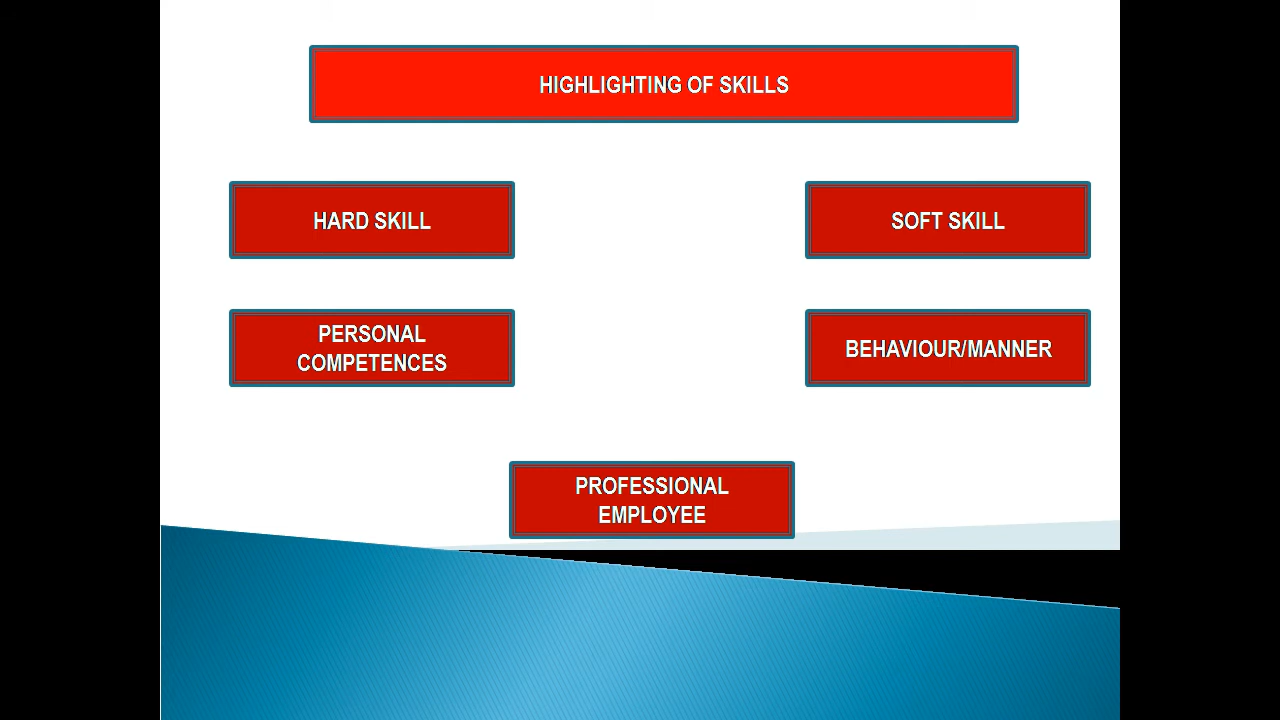 HIGHLIGHTING OF SKILLS
HARD SKILL
SOFT SKILL
PERSONAL
COMPETENCES
BEHAVIOUR/MANNER
PROFESSIONAL
EMPLOYEE